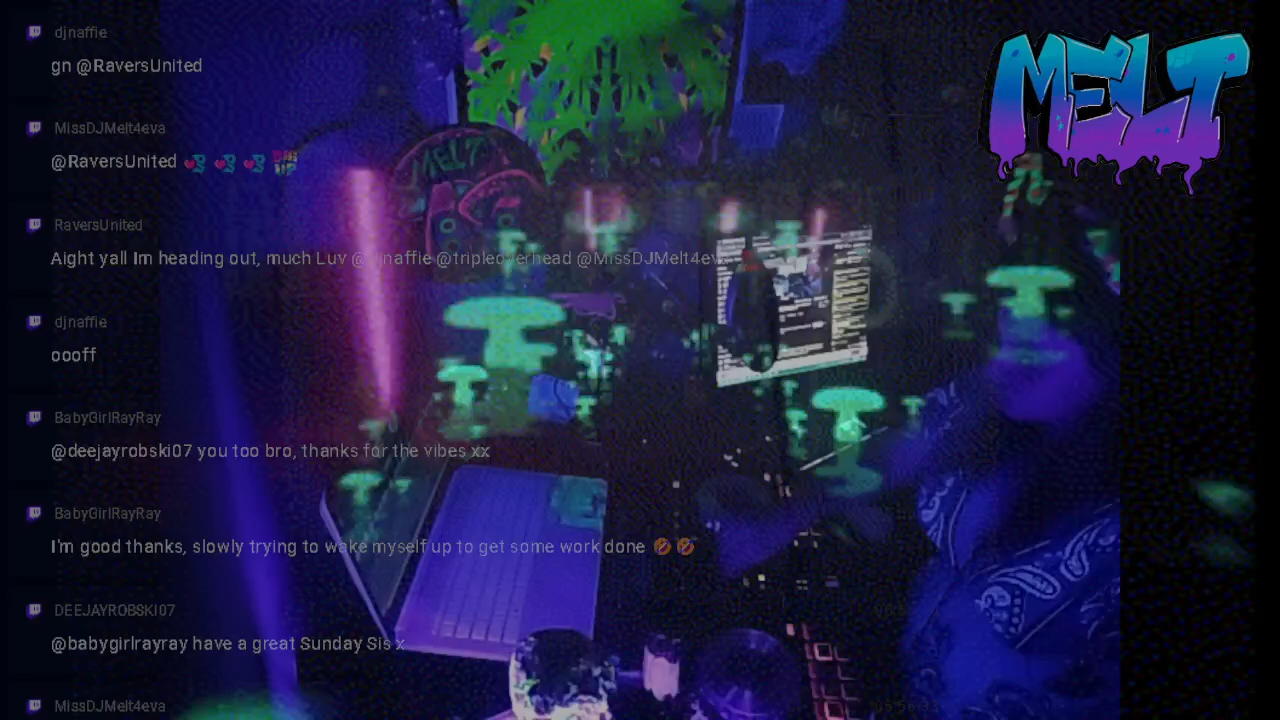 djnaffie
gn @RaversUnited
MissDJMelt4eva
@RaversUnited
RaversUnited
Aight yall Im heading out, much Luv @djnaffie @tripleoverhead @MissDJMelt4eva
djnaffie
oooff
BabyGirlRayRay
@deejayrobski07 you too bro, thanks for the vibes xx
BabyGirlRayRay
I'm good thanks, slowly trying to wake myself up to get some work done
DEEJAYROBSKI07
@babygirlrayray have a great Sunday Sis x
MissDJMelt4eva
MELT
MELT